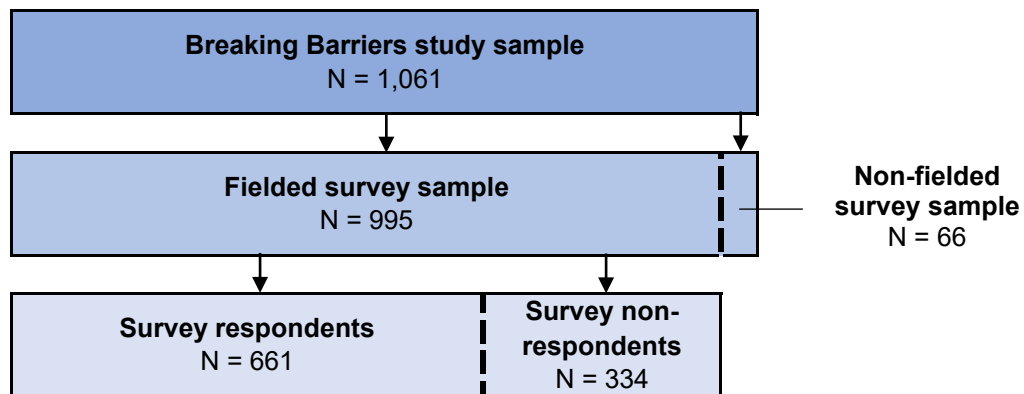 Breaking Barriers study sample
N = 1,061
Fielded survey sample
N = 995
Non-fielded
survey sample
N = 66
Survey respondents
N = 661
Survey non-
respondents
N = 334